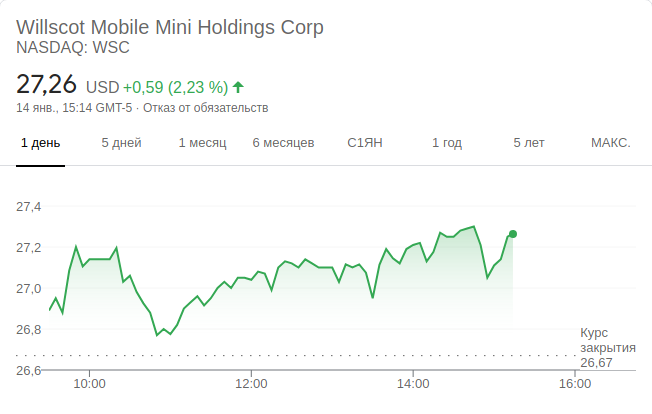 Willscot Mobile Mini Holdings Corp
NASDAQ: WSC
27,26 USD +0,59 (2,23 %)
14 янв., 15:14 GMT-5 · Отказ от обязательств
1 день 5 дней 1 месяц 6 месяцев С1ЯН 1 год 5 лет МАКС.
27,4
27,2
27,0
26,8
Курс
закрытия
26,67
26,6
10:00 12:00 14:00 16:00